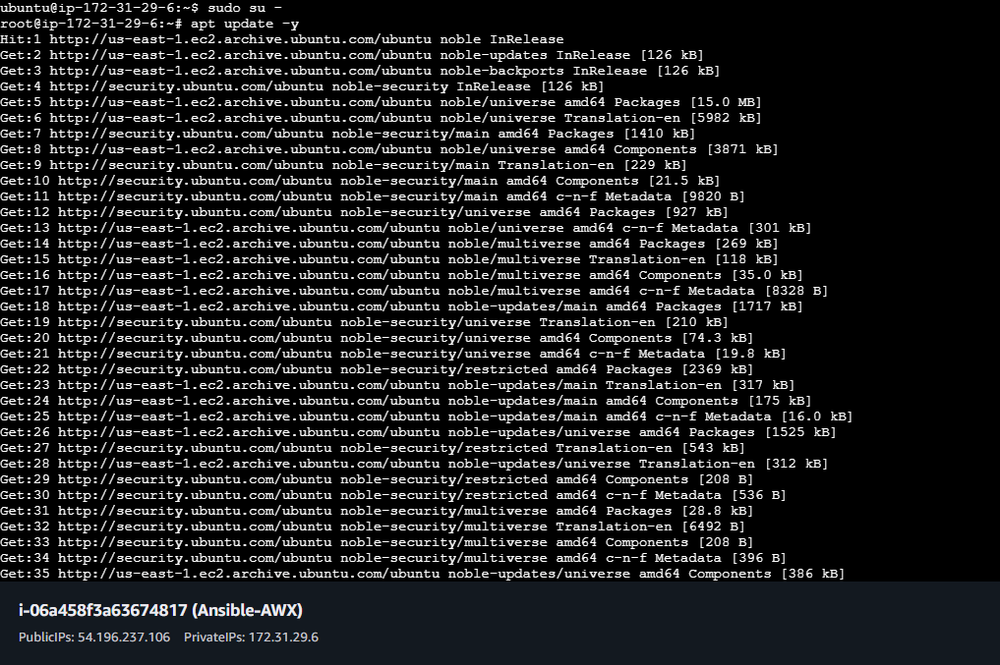 ubuntu@ip-172-31-29-6:~$ sudo su -
root@ip-172-31-29-6:~# apt update -y
Hit:1 http://us-east-1.ec2.archive.ubuntu.com/ubuntu noble InRelease
Get:2 http://us-east-1.ec2.archive.ubuntu.com/ubuntu noble-updates InRelease [126 kB]
Get:3 http://us-east-1.ec2.archive.ubuntu.com/ubuntu noble-backports InRelease [126 kB]
Get:4 http://security.ubuntu.com/ubuntu noble-security InRelease [126 kB]
Get:5 http://us-east-1.ec2.archive.ubuntu.com/ubuntu noble/universe amd64 Packages [15.0 MB]
Get:6 http://us-east-1.ec2.archive.ubuntu.com/ubuntu noble/universe Translation-en [5982 kB]
Get:7 http://security.ubuntu.com/ubuntu noble-security/main amd64 Packages [1410 kB]
Get:8 http://us-east-1.ec2.archive.ubuntu.com/ubuntu noble/universe amd64 Components [3871 kB]
Get:9 http://security.ubuntu.com/ubuntu noble-security/main Translation-en [229 kB]
Get:10 http://security.ubuntu.com/ubuntu noble-security/main amd64 Components [21.5 kB]
Get:11 http://security.ubuntu.com/ubuntu noble-security/main amd64 c-n-f Metadata [9820 B]
Get:12 http://security.ubuntu.com/ubuntu noble-security/universe amd64 Packages [927 kB]
Get:13 http://us-east-1.ec2.archive.ubuntu.com/ubuntu noble/universe amd64 c-n-f Metadata [301 kB]
Get:14 http://us-east-1.ec2.archive.ubuntu.com/ubuntu noble/multiverse amd64 Packages [269 kB]
Get:15 http://us-east-1.ec2.archive.ubuntu.com/ubuntu noble/multiverse Translation-en [118 kB]
Get:16 http://us-east-1.ec2.archive.ubuntu.com/ubuntu noble/multiverse amd64 Components [35.0 kB]
Get:17 http://us-east-1.ec2.archive.ubuntu.com/ubuntu noble/multiverse amd64 c-n-f Metadata [8328 B]
Get:18 http://us-east-1.ec2.archive.ubuntu.com/ubuntu noble-updates/main amd64 Packages [1717 kB]
Get:19 http://security.ubuntu.com/ubuntu noble-security/universe Translation-en [210 kB]
Get:20 http://security.ubuntu.com/ubuntu noble-security/universe amd64 Components [74.3 kB]
Get:21 http://security.ubuntu.com/ubuntu noble-security/universe amd64 c-n-f Metadata [19.8 kB]
Get:22 http://security.ubuntu.com/ubuntu noble-security/restricted amd64 Packages [2369 kB]
Get:23 http://us-east-1.ec2.archive.ubuntu.com/ubuntu noble-updates/main Translation-en [317 kB]
Get:24 http://us-east-1.ec2.archive.ubuntu.com/ubuntu noble-updates/main amd64 Components [175 kB]
Get:25 http://us-east-1.ec2.archive.ubuntu.com/ubuntu noble-updates/main amd64 c-n-f Metadata [16.0 kB]
Get:26 http://us-east-1.ec2.archive.ubuntu.com/ubuntu noble-updates/universe amd64 Packages [1525 kB]
Get:27 http://security.ubuntu.com/ubuntu noble-security/restricted Translation-en [543 kB]
Get:28 http://us-east-1.ec2.archive.ubuntu.com/ubuntu noble-updates/universe Translation-en [312 kB]
Get:29 http://security.ubuntu.com/ubuntu noble-security/restricted amd64 Components [208 B]
Get:30 http://security.ubuntu.com/ubuntu noble-security/restricted amd64 c-n-f Metadata [536 B]
Get:31 http://security.ubuntu.com/ubuntu noble-security/multiverse amd64 Packages [28.8 kB]
Get:32 http://security.ubuntu.com/ubuntu noble-security/multiverse Translation-en [6492 B]
Get:33 http://security.ubuntu.com/ubuntu noble-security/multiverse amd64 Components [208 B]
Get:34 http://security.ubuntu.com/ubuntu noble-security/multiverse amd64 c-n-f Metadata [396 B]
Get:35 http://us-east-1.ec2.archive.ubuntu.com/ubuntu noble-updates/universe amd64 Components [386 kB]
i-06a458f3a63674817 (Ansible-AWX)
PublicIPs: 54.196.237.106 PrivateIPs: 172.31.29.6